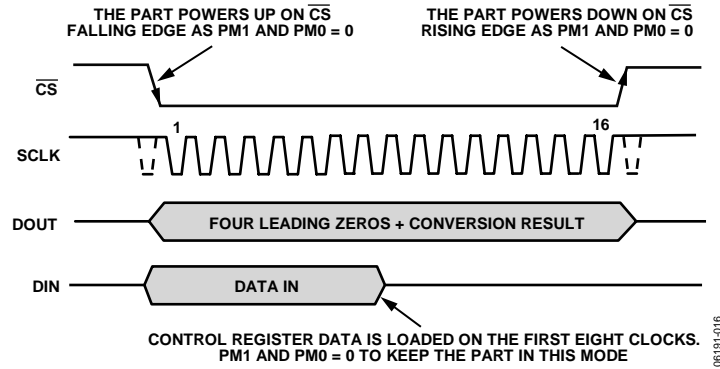 THE PART POWERS UP ON CS
FALLING EDGE AS PM1 AND PM0 = 0
THE PART POWERS DOWN ON CS
RISING EDGE AS PM1 AND PM0 = 0
CS
1
16
SCLK
DOUT
FOUR LEADING ZEROS + CONVERSION RESULT
DIN
DATA IN
CONTROL REGISTER DATA IS LOADED ON THE FIRST EIGHT CLOCKS.
PM1 AND PM0 = 0 TO KEEP THE PART IN THIS MODE
06191-016